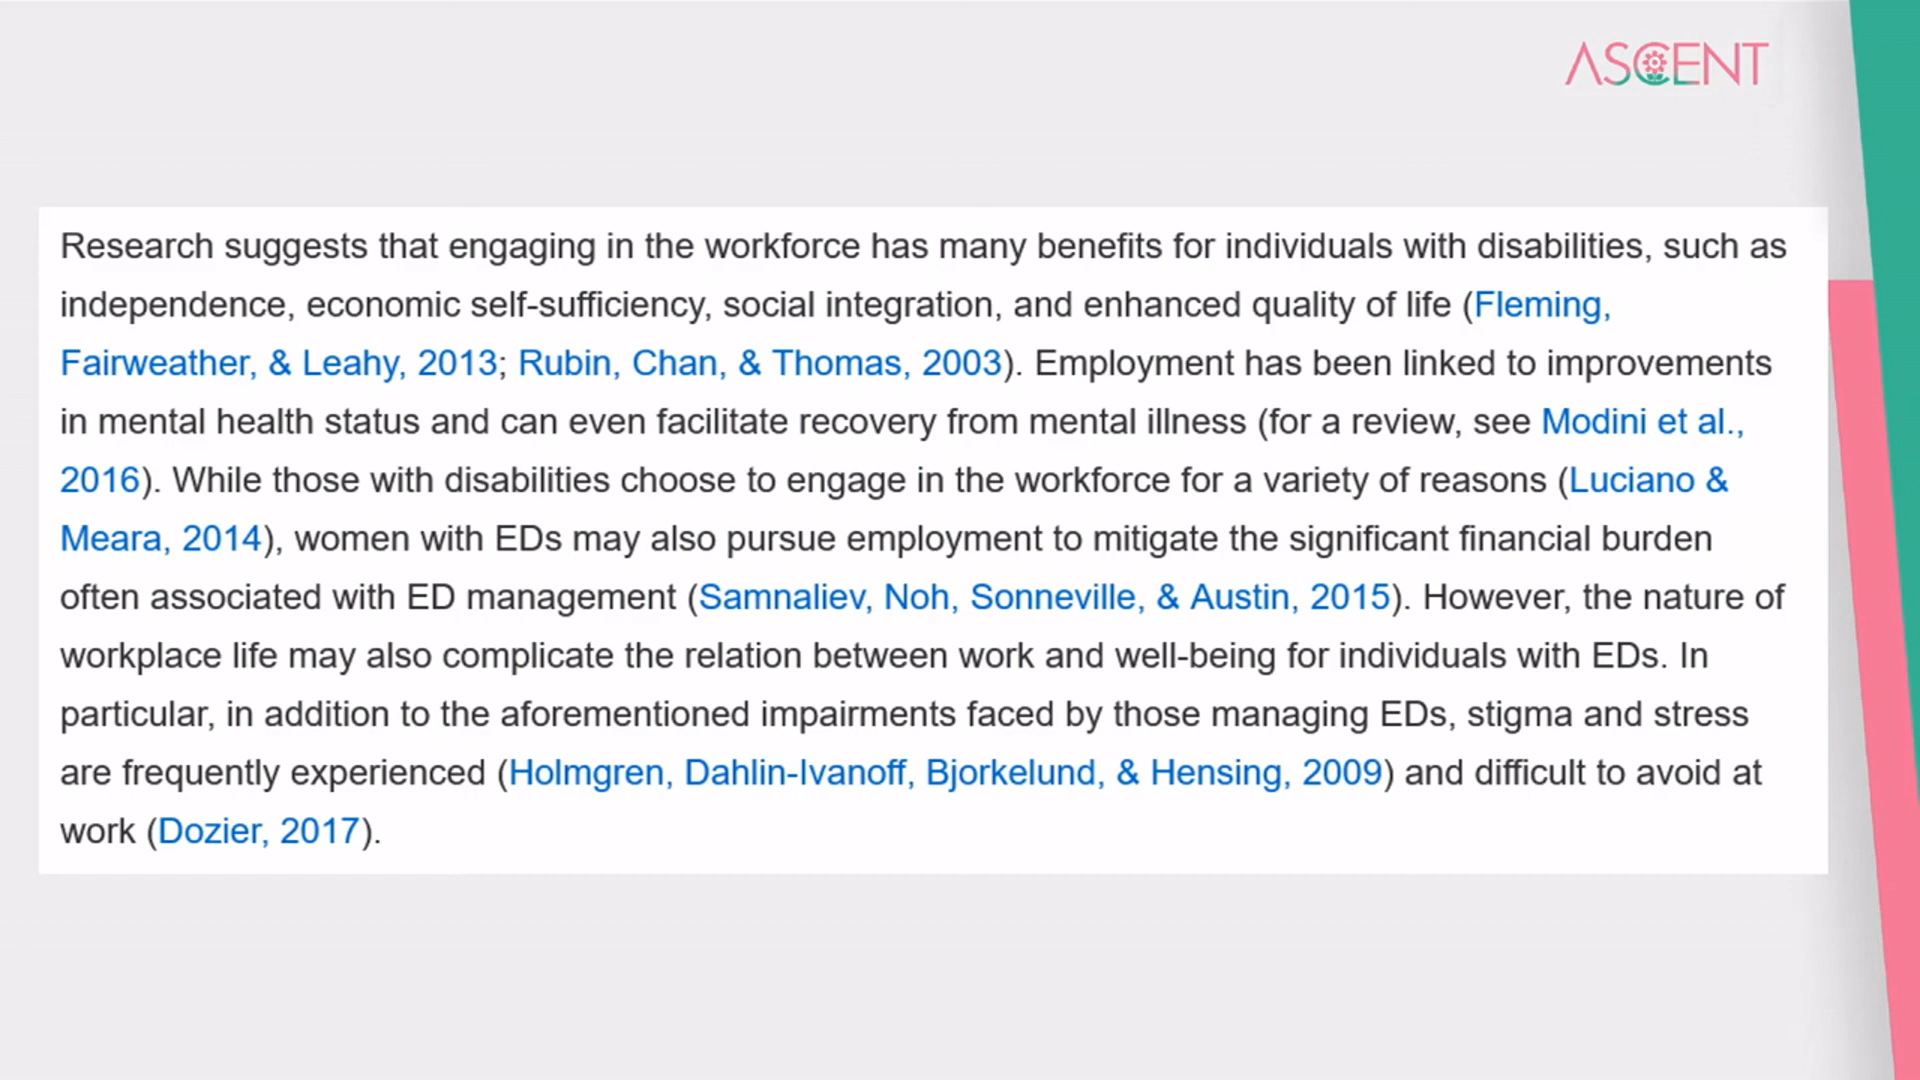 ASCENT
Research suggests that engaging in the workforce has many benefits for individuals with disabilities, such as
independence, economic self-sufficiency, social integration, and enhanced quality of life (Fleming,
Fairweather, & Leahy, 2013; Rubin, Chan, & Thomas, 2003). Employment has been linked to improvements
in mental health status and can even facilitate recovery from mental illness (for a review, see Modini et al.,
2016). While those with disabilities choose to engage in the workforce for a variety of reasons (Luciano &
Meara, 2014), women with EDs may also pursue employment to mitigate the significant financial burden
often associated with ED management (Samnaliev, Noh, Sonneville, & Austin, 2015). However, the nature of
workplace life may also complicate the relation between work and well-being for individuals with EDs. In
particular, in addition to the aforementioned impairments faced by those managing EDs, stigma and stress
are frequently experienced (Holmgren, Dahlin-Ivanoff, Bjorkelund, & Hensing, 2009) and difficult to avoid at
work (Dozier, 2017).